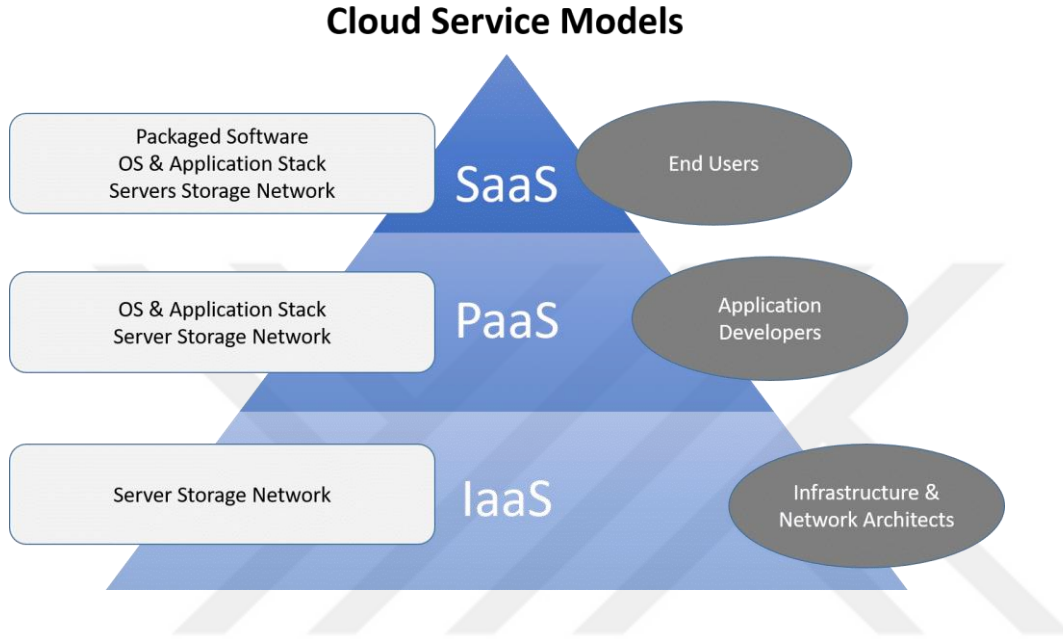 Cloud Service Models
Packaged Software
OS & Application Stack
Servers Storage Network
SaaS
End Users
OS & Application Stack
Server Storage Network
PaaS
Application
Developers
Server Storage Network
IaaS
Infrastructure &
Network Architects